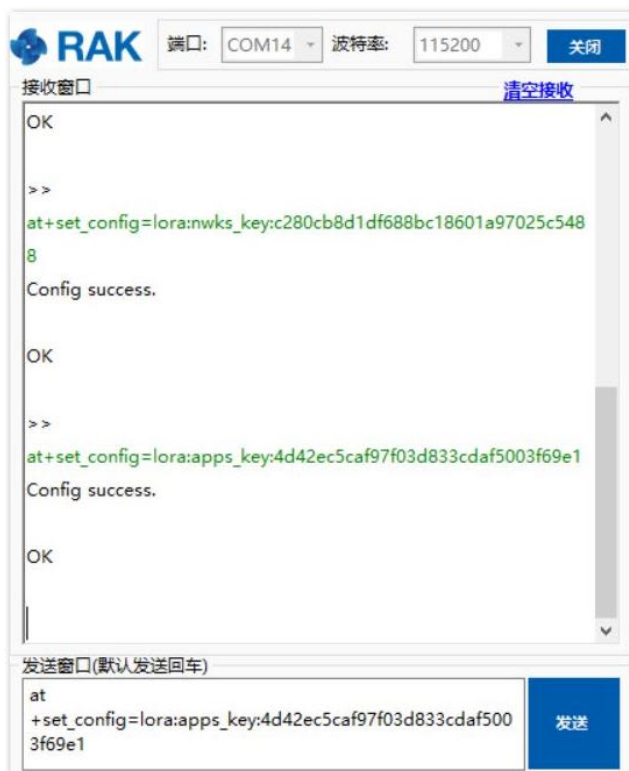 RAK 端口: COM14 波特率: 115200 关闭
接收窗口 清空接收
OK
>>
at+set_config=lora:nwks_key:c280cb8d1df688bc18601a97025c548
8
Config success.
OK
>>
at+set_config=lora:apps_key:4d42ec5caf97f03d833cdaf5003f69e1
Config success.
OK
发送窗口(默认发送回车)
at
+set_config=lora:apps_key:4d42ec5caf97f03d833cdaf500
3f69e1
发送